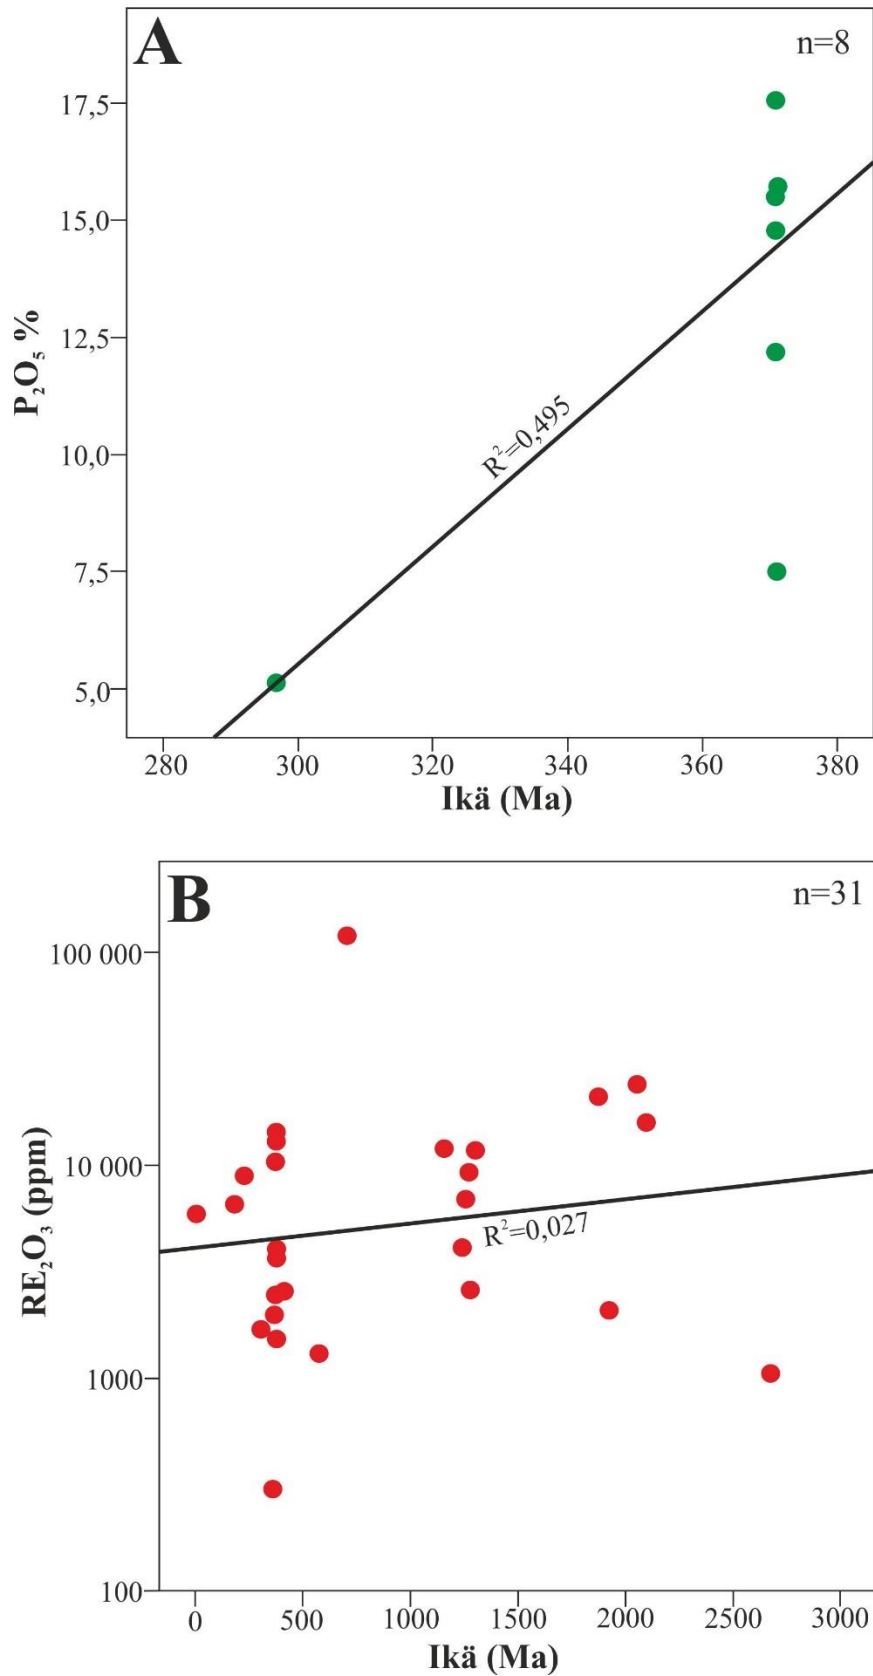 A
n=8
17,5
15,0
12,5
10,0
7,5
5,0
P₂O₅ %
R²=0,495
280 300 320 340 360 380
Ikä (Ma)
B
n=31
100 000
10 000
1000
100
RE₂O₃ (ppm)
R²=0,027
0 500 1000 1500 2000 2500 3000
Ikä (Ma)